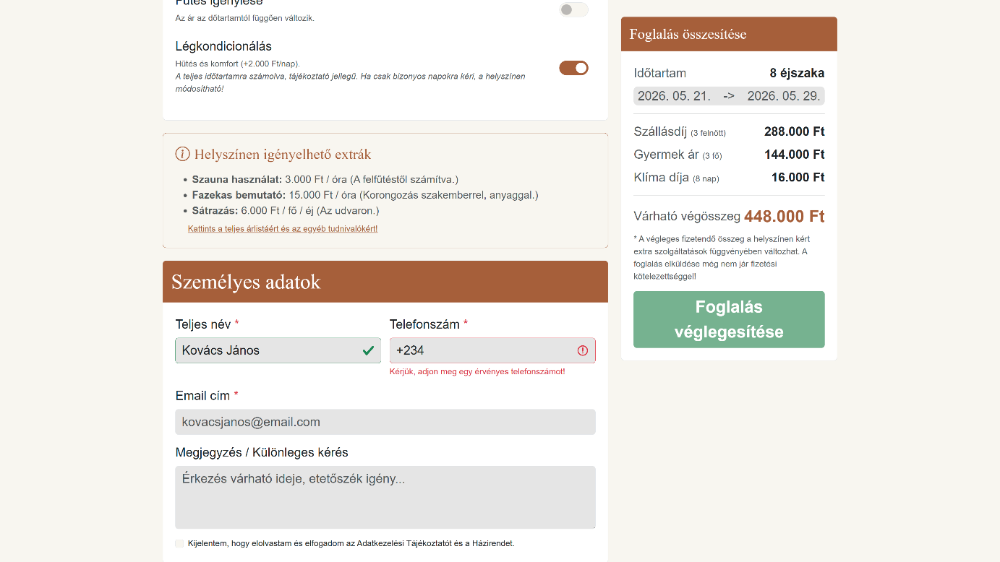 Fűtés igénylése
Az ár az időtartamtól függően változik.
Légkondicionálás
Hűtés és komfort (+2.000 Ft/nap).
A teljes időtartamra számolva, tájékoztató jellegű. Ha csak bizonyos napokra kéri, a helyszínen
módosítható!
Helyszínen igényelhető extrák
• Szauna használat: 3.000 Ft / óra (A felfűtéstől számítva.)
• Fazekas bemutató: 15.000 Ft / óra (Korongozás szakemberrel, anyaggal.)
• Sátrazás: 6.000 Ft / fő / éj (Az udvaron.)
Kattints a teljes árlistáért és az egyéb tudnivalókért!
Személyes adatok
Teljes név *
Kovács János
Telefonszám *
+234
Kérjük, adjon meg egy érvényes telefonszámot!
Email cím *
kovacsjanos@email.com
Megjegyzés / Különleges kérés
Érkezés várható ideje, etetőszék igény...
Kijelentem, hogy elolvastam és elfogadom az Adatkezelési Tájékoztatót és a Házirendet.
Foglalás összesítése
Időtartam 8 éjszaka
2026. 05. 21. -> 2026. 05. 29.
Szállásdíj (3 felnőtt) 288.000 Ft
Gyermek ár (3 fő) 144.000 Ft
Klíma díja (8 nap) 16.000 Ft
Várható végösszeg 448.000 Ft
* A végleges fizetendő összeg a helyszínen kért
extra szolgáltatások függvényében változhat. A
foglalás elküldése még nem jár fizetési
kötelezettséggel!
Foglalás
véglegesítése